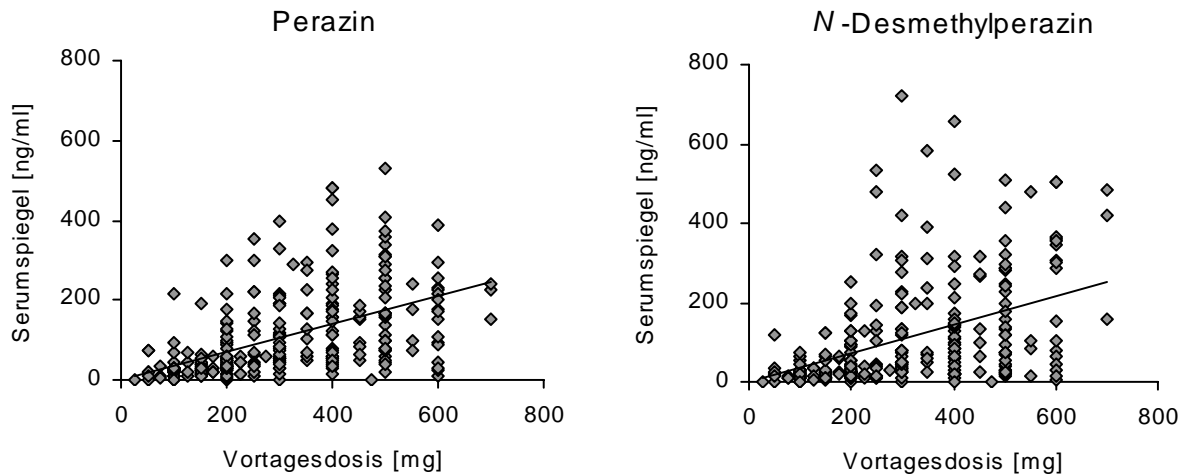 Perazin
N -Desmethylperazin
Serumspiegel [ng/ml]
800
600
400
200
0
0 200 400 600 800
Vortagesdosis [mg]
Serumspiegel [ng/ml]
800
600
400
200
0
0 200 400 600 800
Vortagesdosis [mg]